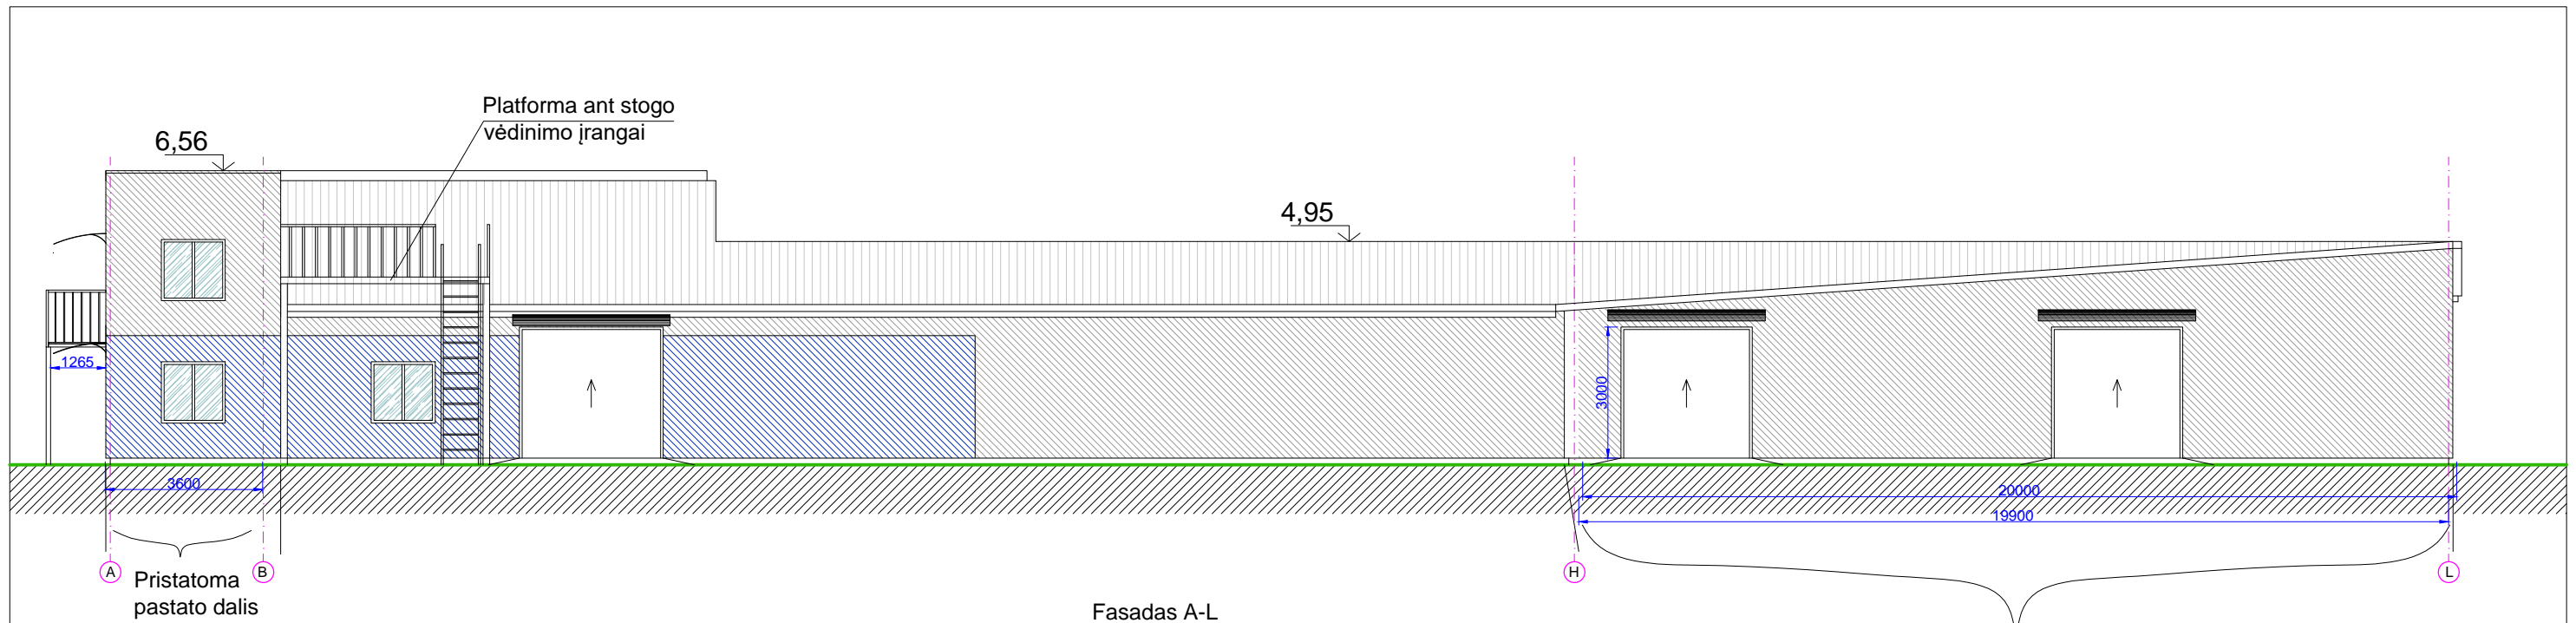 Platforma ant stogo
vėdinimo įrangai
6,56
4,95
1265
3000
3600
20000
19900
A
B
H
L
Pristatoma
pastato dalis
Fasadas A-L